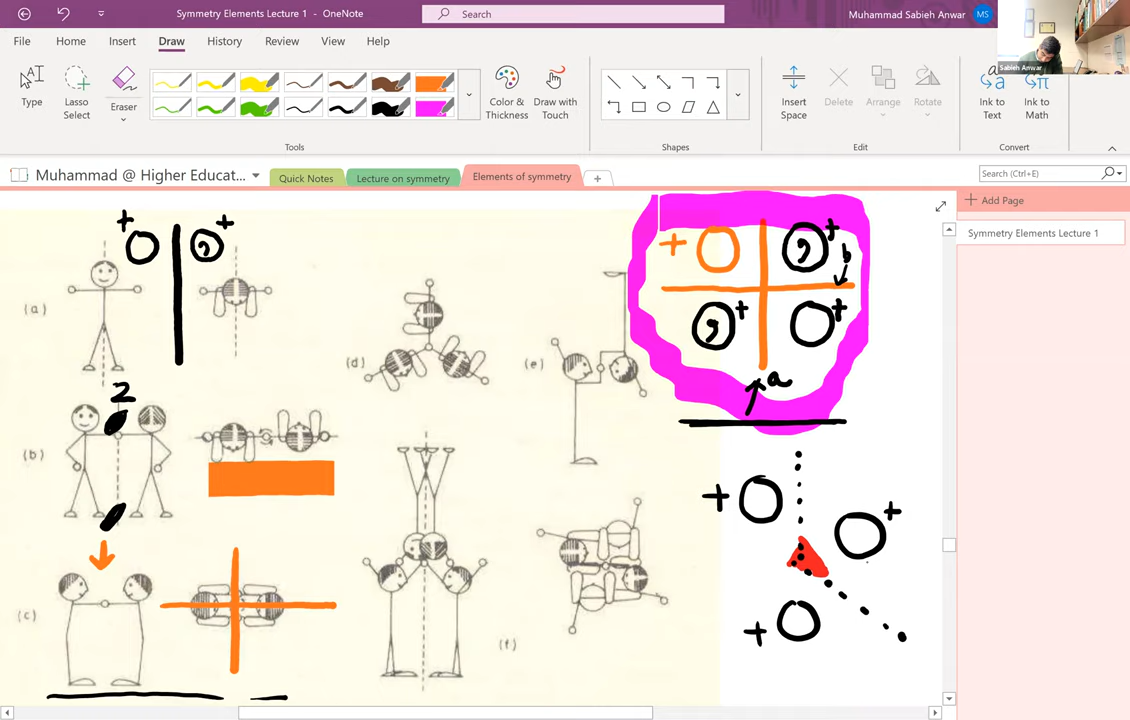 Symmetry Elements Lecture 1 - OneNote
Search
Muhammad Sabieh Anwar
MS
Sabieh Anwar
File
Home
Insert
Draw
History
Review
View
Help
Type
Lasso
Select
Eraser
Color &
Thickness
Draw with
Touch
Insert
Space
Delete
Arrange
Rotate
Ink to
Text
Ink to
Math
Tools
Shapes
Edit
Convert
Muhammad @ Higher Educat...
Quick Notes
Lecture on symmetry
Elements of symmetry
Search (Ctrl+E)
Add Page
Symmetry Elements Lecture 1
+ +
, 
(a)
2
(b)
(c)
(d)
(e)
(f)
+ , +
b
, + +
a
+
+
+